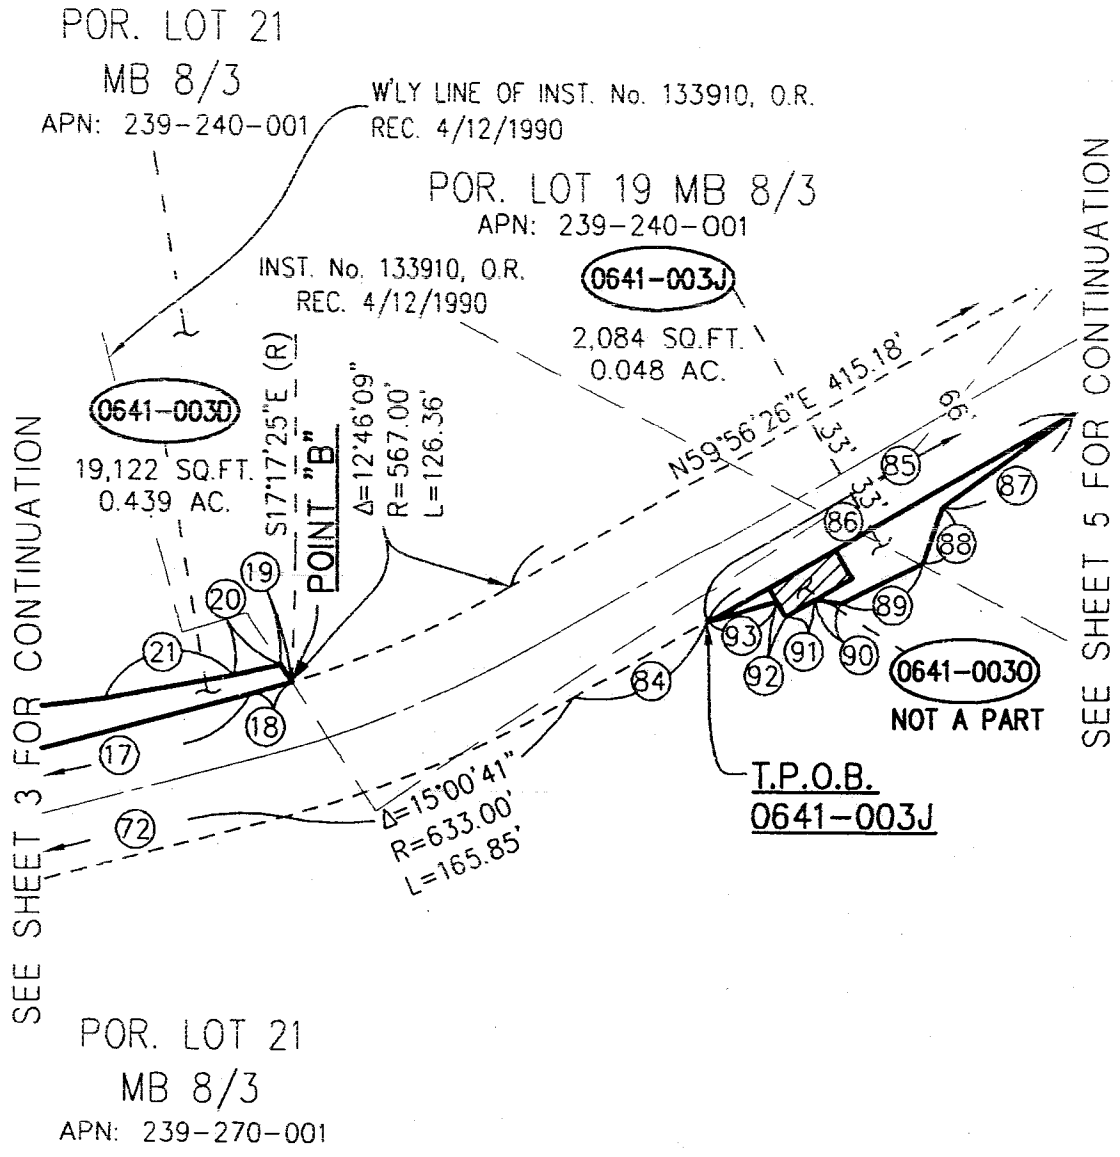 POR. LOT 21
MB 8/3
APN: 239-240-001
W'LY LINE OF INST. No. 133910, O.R.
REC. 4/12/1990
POR. LOT 19 MB 8/3
APN: 239-240-001
0641-003J
2,084 SQ.FT.
0.048 AC.
INST. No. 133910, O.R.
REC. 4/12/1990
0641-003D
19,122 SQ.FT.
0.439 AC.
S17°17'25"E (R)
POINT "B"
Δ=12°46'09"
R=567.00'
L=126.36'
N59°56'26"E 415.18'
66'
33'
33'
85
86
87
88
89
90
91
92
93
84
19
20
21
18
17
72
0641-003O
NOT A PART
T.P.O.B.
0641-003J
Δ=15°00'41"
R=633.00'
L=165.85'
SEE SHEET 3 FOR CONTINUATION
SEE SHEET 5 FOR CONTINUATION
POR. LOT 21
MB 8/3
APN: 239-270-001